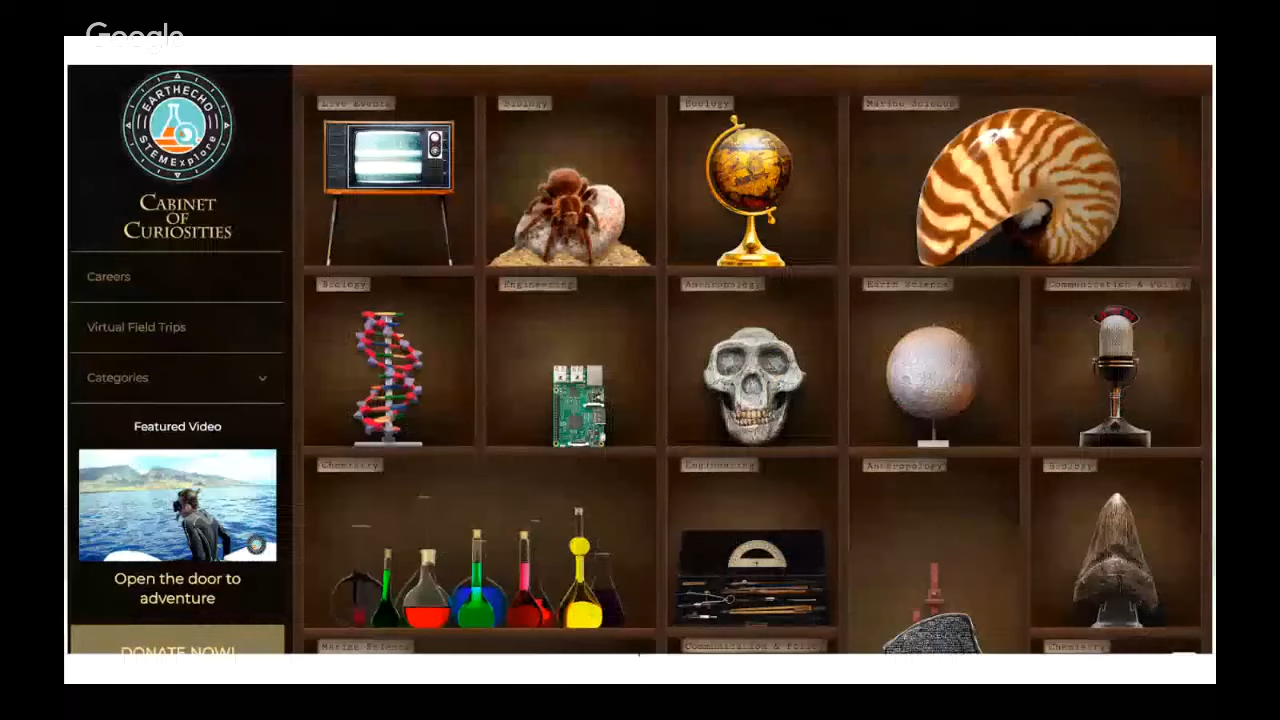 Google
EARTHECHO
STEMExplore
CABINET
OF
CURIOSITIES
Careers
Virtual Field Trips
Categories
Featured Video
Open the door to
adventure
DONATE NOW!
Live Events
Biology
Marine Science
Biology
Engineering
Anthropology
Earth Science
Communication & Policy
Chemistry
Engineering
Anthropology
Biology
Marine Science
Communication & Policy
Chemistry